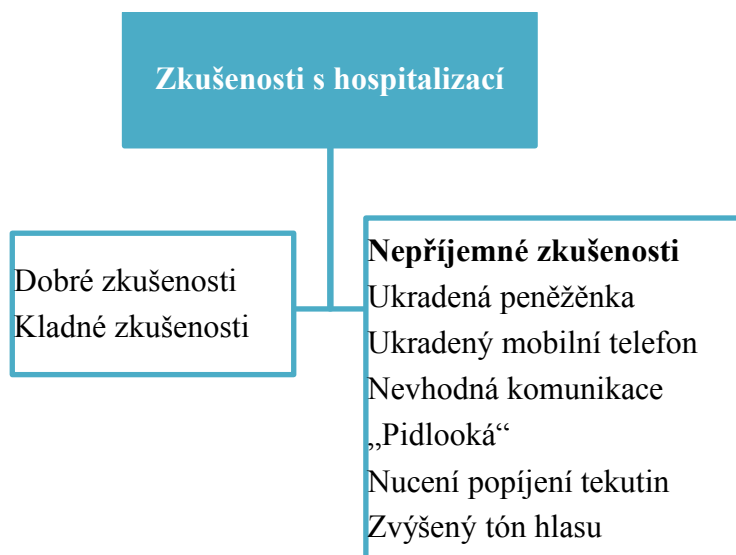 Zkušenosti s hospitalizací
Dobré zkušenosti
Kladné zkušenosti
Nepříjemné zkušenosti
Ukradená peněženka
Ukradený mobilní telefon
Nevhodná komunikace
„Pidlooká“
Nucení popíjení tekutin
Zvýšený tón hlasu